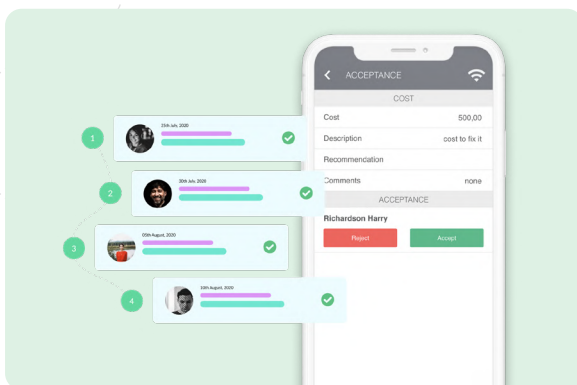 ACCEPTANCE
COST
Cost 500,00
Description cost to fix it
Recommendation
Comments none
ACCEPTANCE
Richardson Harry
Reject Accept
1
25th July, 2020
2
30th July, 2020
3
05th August, 2020
4
10th August, 2020